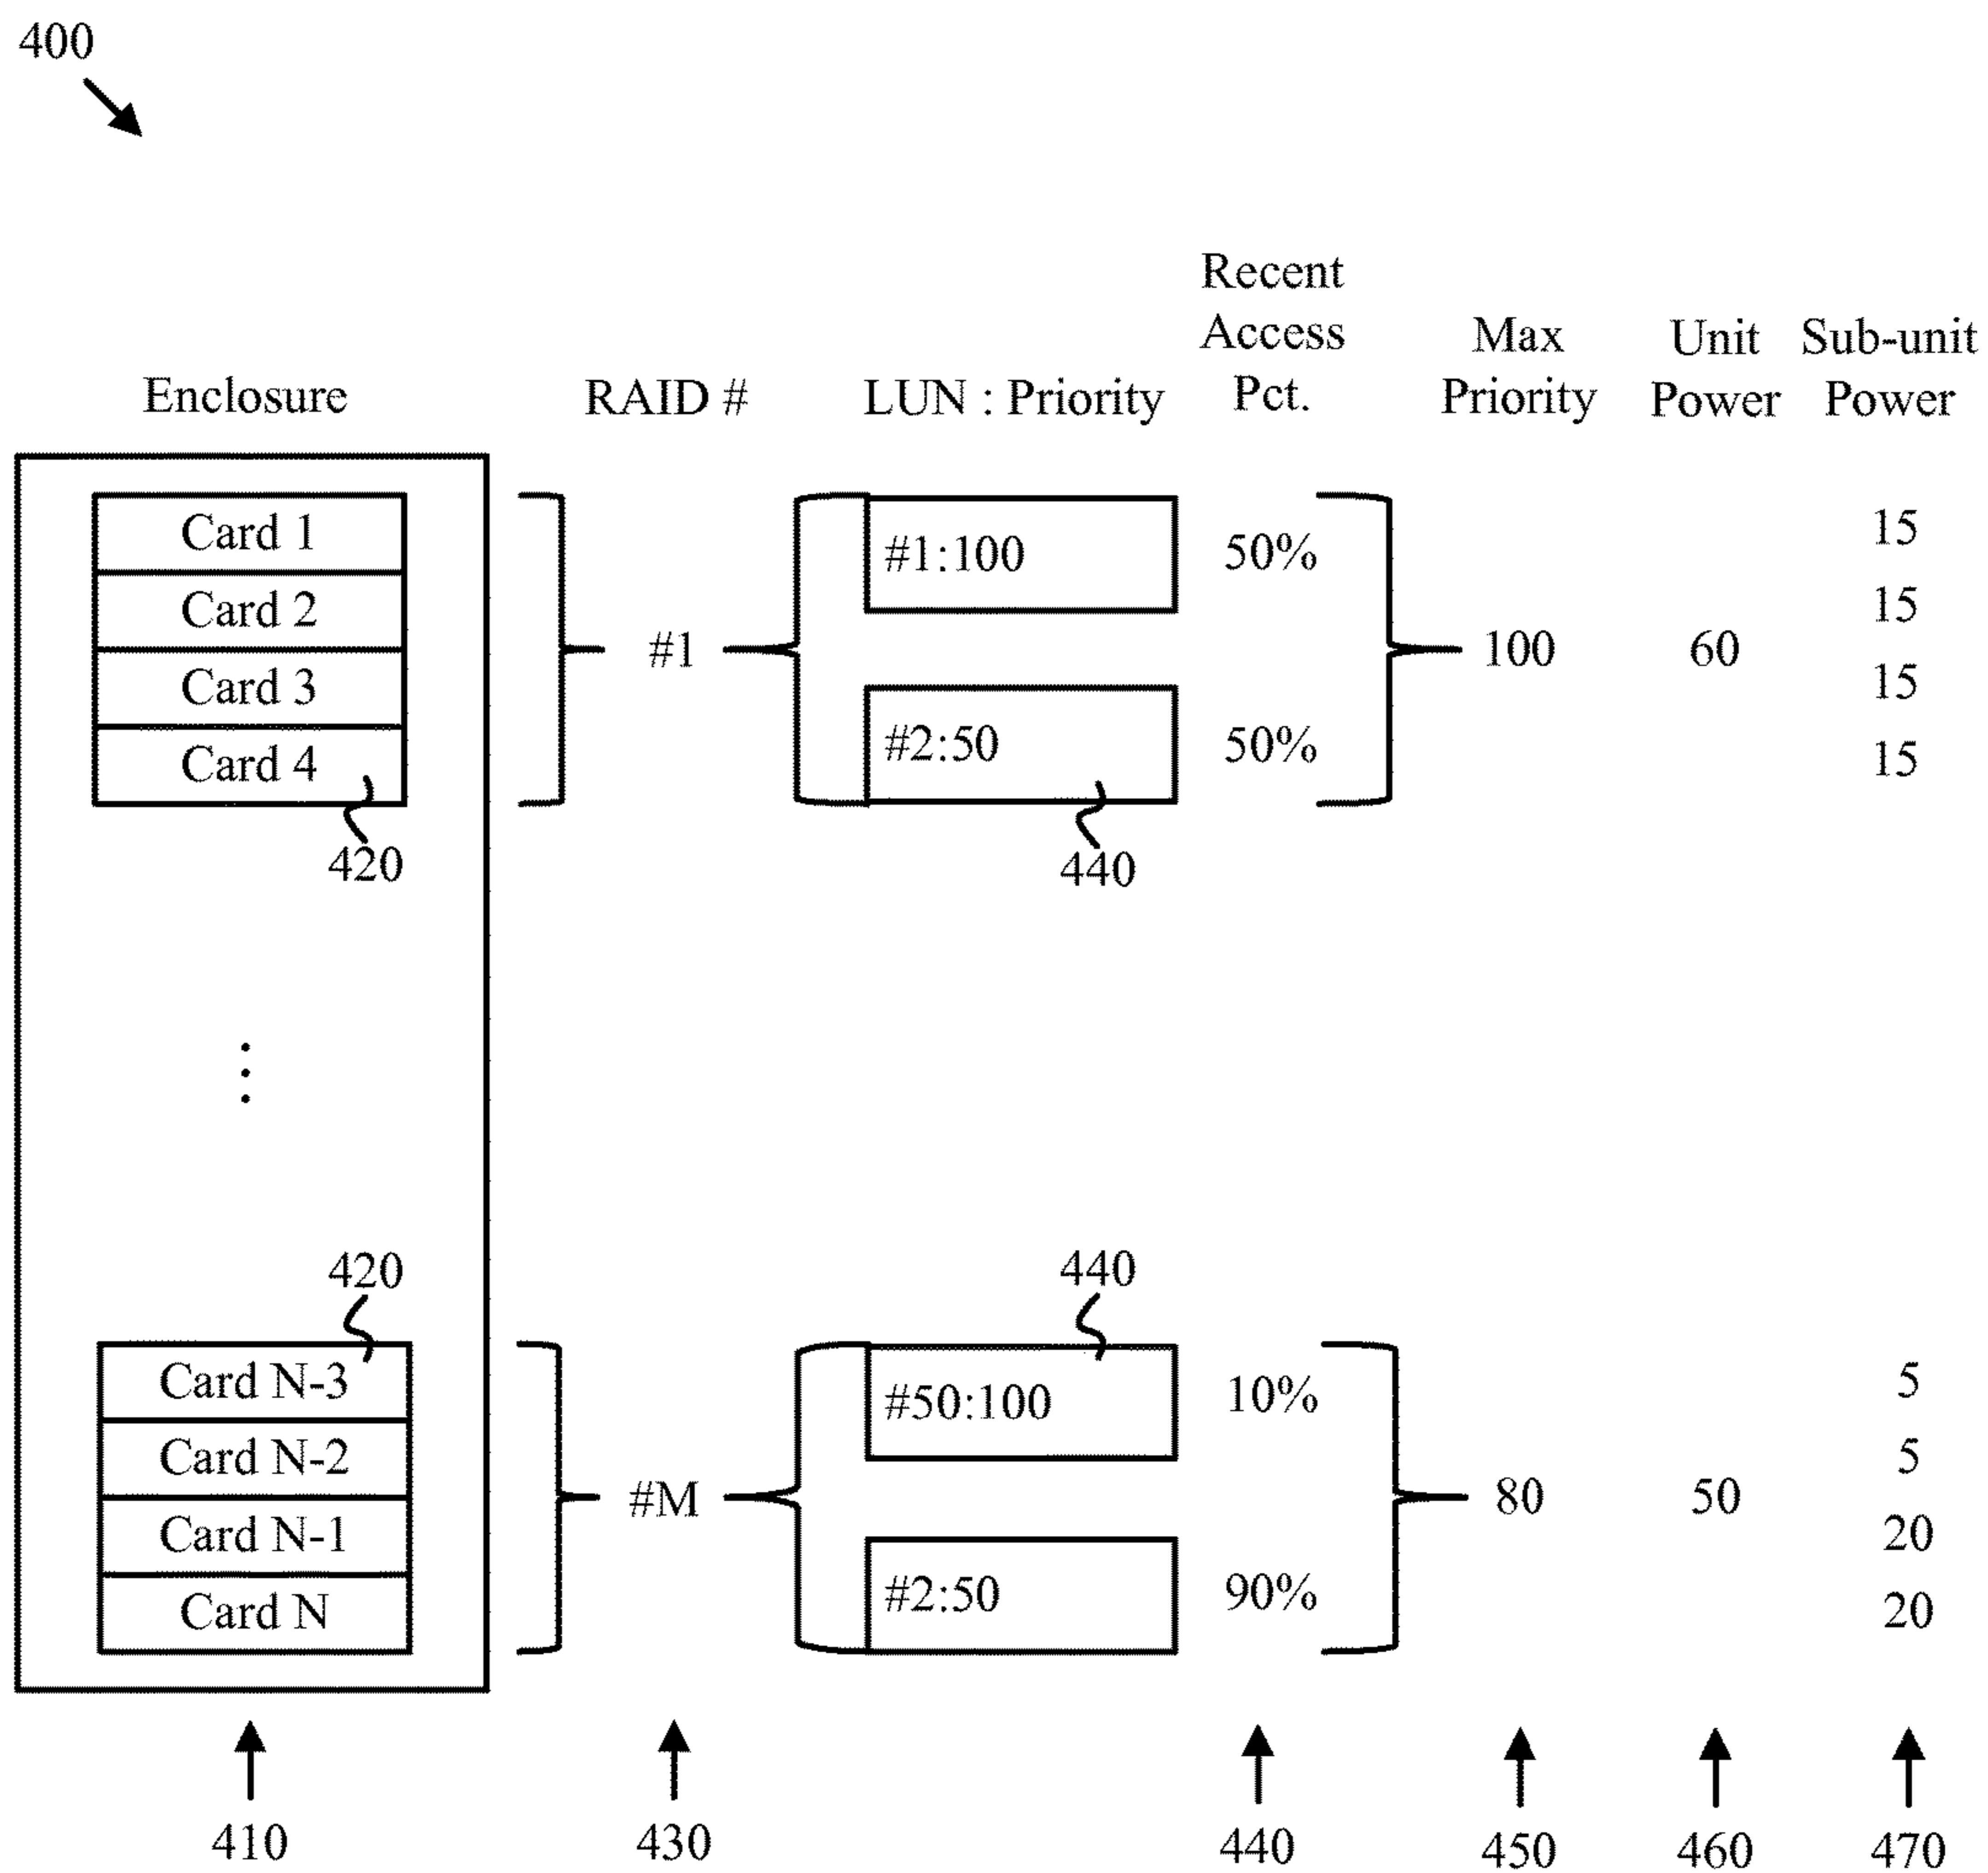 400
Recent
Access
Pct.
Max
Priority
Unit
Power
Sub-unit
Power
Enclosure
RAID #
LUN : Priority
Card 1
Card 2
Card 3
Card 4
420
#1
#1:100
50%
#2:50
50%
440
100
60
15
15
15
15
420
440
Card N-3
Card N-2
Card N-1
Card N
#M
#50:100
10%
#2:50
90%
80
50
5
5
20
20
410
430
440
450
460
470